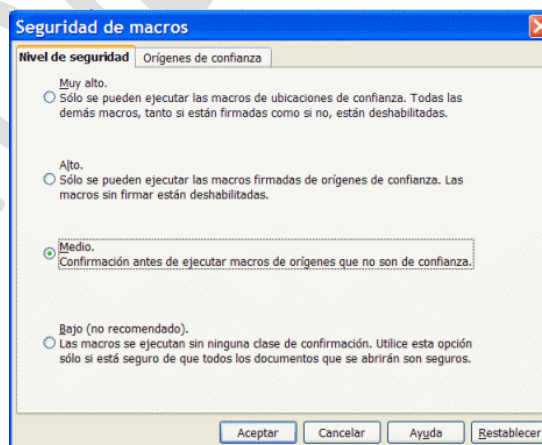 Seguridad de macros
Nivel de seguridad Orígenes de confianza
Muy alto.
Sólo se pueden ejecutar las macros de ubicaciones de confianza. Todas las
demás macros, tanto si están firmadas como si no, están deshabilitadas.
Alto.
Sólo se pueden ejecutar las macros firmadas de orígenes de confianza. Las
macros sin firmar están deshabilitadas.
Medio.
Confirmación antes de ejecutar macros de orígenes que no son de confianza.
Bajo (no recomendado).
Las macros se ejecutan sin ninguna clase de confirmación. Utilice esta opción
sólo si está seguro de que todos los documentos que se abrirán son seguros.
Aceptar Cancelar Ayuda Restablecer